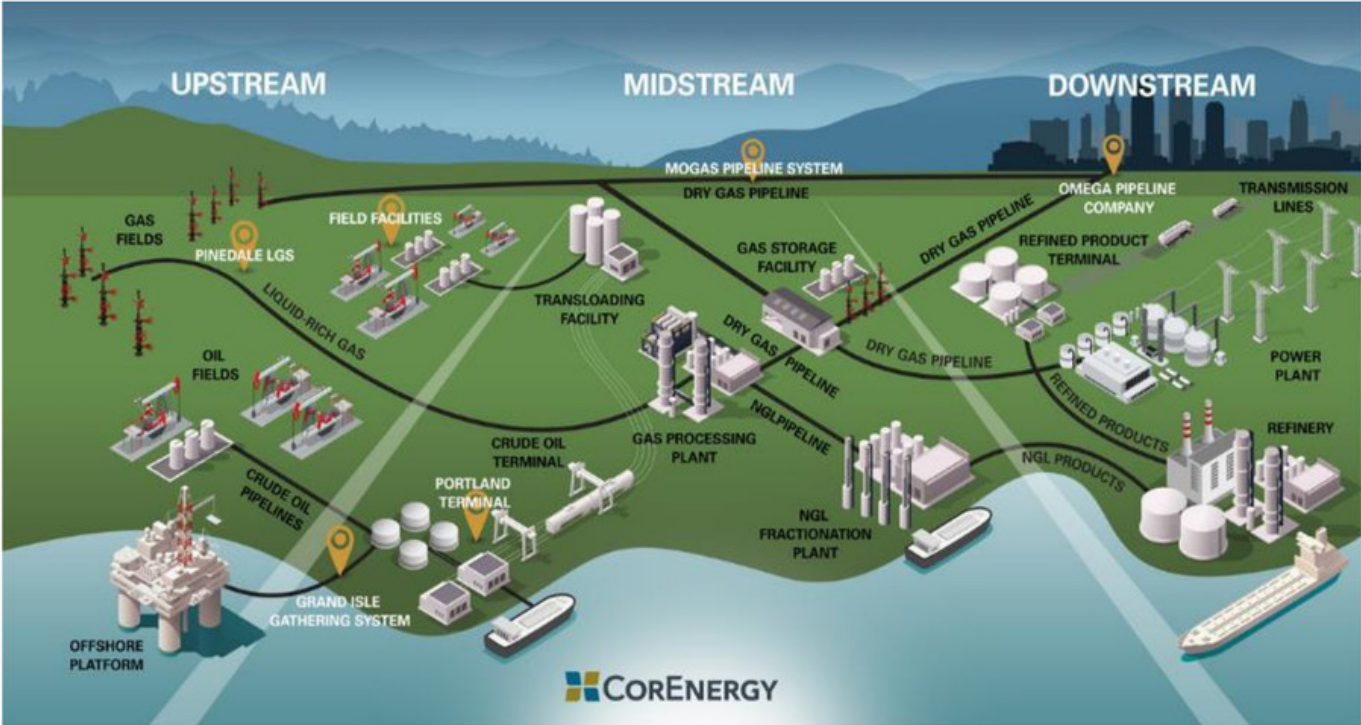 UPSTREAM
MIDSTREAM
DOWNSTREAM
MOGAS PIPELINE SYSTEM
DRY GAS PIPELINE
OMEGA PIPELINE
COMPANY
TRANSMISSION
LINES
GAS
FIELDS
PINEDALE LGS
FIELD FACILITIES
LIQUID-RICH GAS
TRANSLOADING
FACILITY
GAS STORAGE
FACILITY
DRY GAS PIPELINE
REFINED PRODUCT
TERMINAL
OIL
FIELDS
DRY GAS
PIPELINE
DRY GAS PIPELINE
POWER
PLANT
REFINED PRODUCTS
NGL PIPELINE
CRUDE OIL
TERMINAL
GAS PROCESSING
PLANT
REFINERY
NGL PRODUCTS
CRUDE OIL
PIPELINES
PORTLAND
TERMINAL
NGL
FRACTIONATION
PLANT
GRAND ISLE
GATHERING SYSTEM
OFFSHORE
PLATFORM
CORENERGY